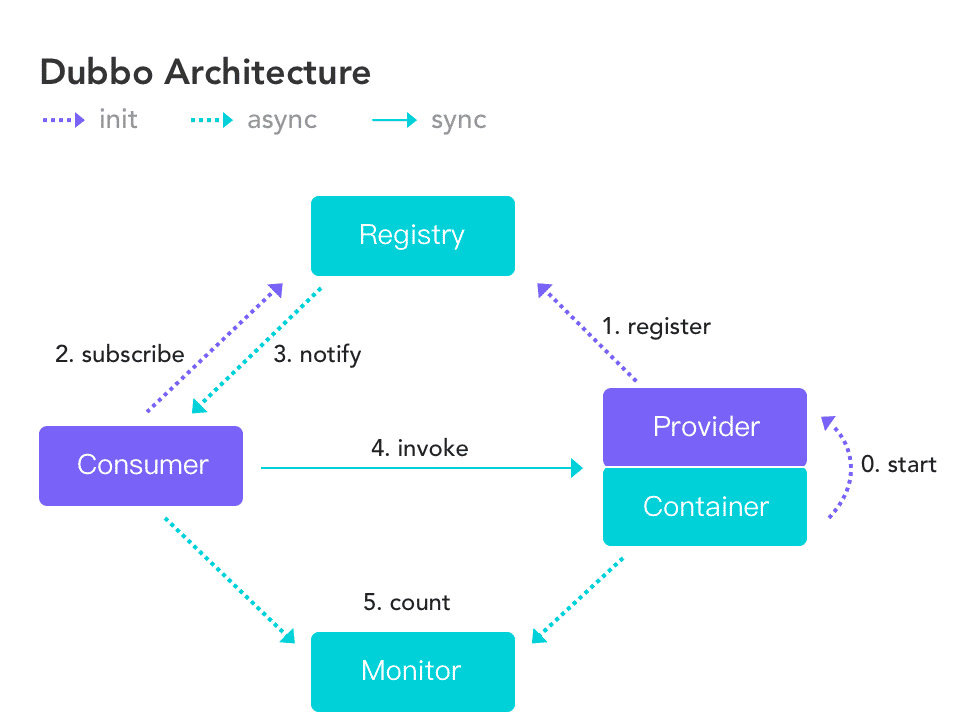 Dubbo Architecture
init async sync
Registry
1. register
2. subscribe 3. notify
Provider
4. invoke
Consumer
0. start
Container
5. count
Monitor